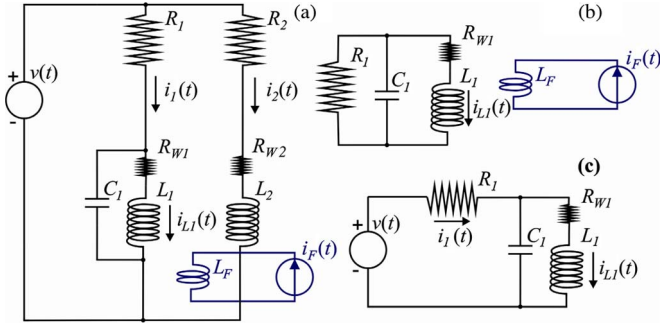 (a)
R1
R2
+
v(t)
-
i1(t)
i2(t)
RW1
RW2
C1
L1
L2
iL1(t)
iF(t)
LF
(b)
RW1
R1
C1
L1
iL1(t)
LF
iF(t)
(c)
R1
RW1
+
v(t)
-
i1(t)
C1
L1
iL1(t)